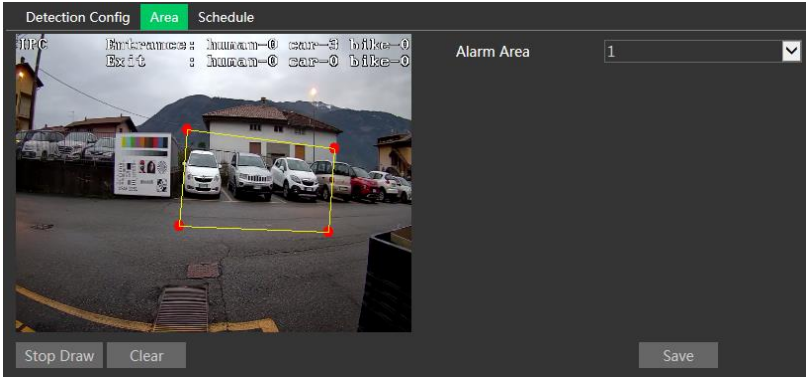 Detection Config Area Schedule
IPC Entrance: human-0 car-3 bike-0
Exit : human-0 car-0 bike-0
Alarm Area 1
Stop Draw Clear Save